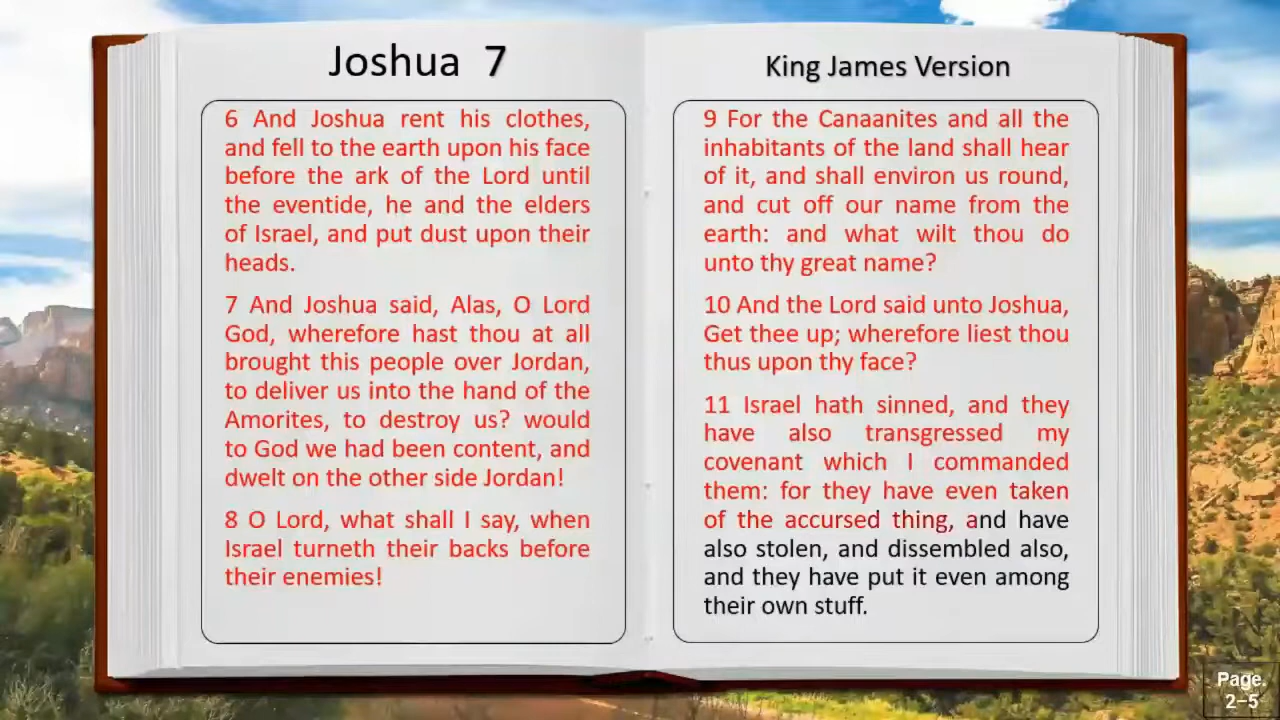 Joshua 7
6 And Joshua rent his clothes,
and fell to the earth upon his face
before the ark of the Lord until
the eventide, he and the elders
of Israel, and put dust upon their
heads.
7 And Joshua said, Alas, O Lord
God, wherefore hast thou at all
brought this people over Jordan,
to deliver us into the hand of the
Amorites, to destroy us? would
to God we had been content, and
dwelt on the other side Jordan!
8 O Lord, what shall I say, when
Israel turneth their backs before
their enemies!
King James Version
9 For the Canaanites and all the
inhabitants of the land shall hear
of it, and shall environ us round,
and cut off our name from the
earth: and what wilt thou do
unto thy great name?
10 And the Lord said unto Joshua,
Get thee up; wherefore liest thou
thus upon thy face?
11 Israel hath sinned, and they
have also transgressed my
covenant which I commanded
them: for they have even taken
of the accursed thing, and have
also stolen, and dissembled also,
and they have put it even among
their own stuff.
Page.
2-5